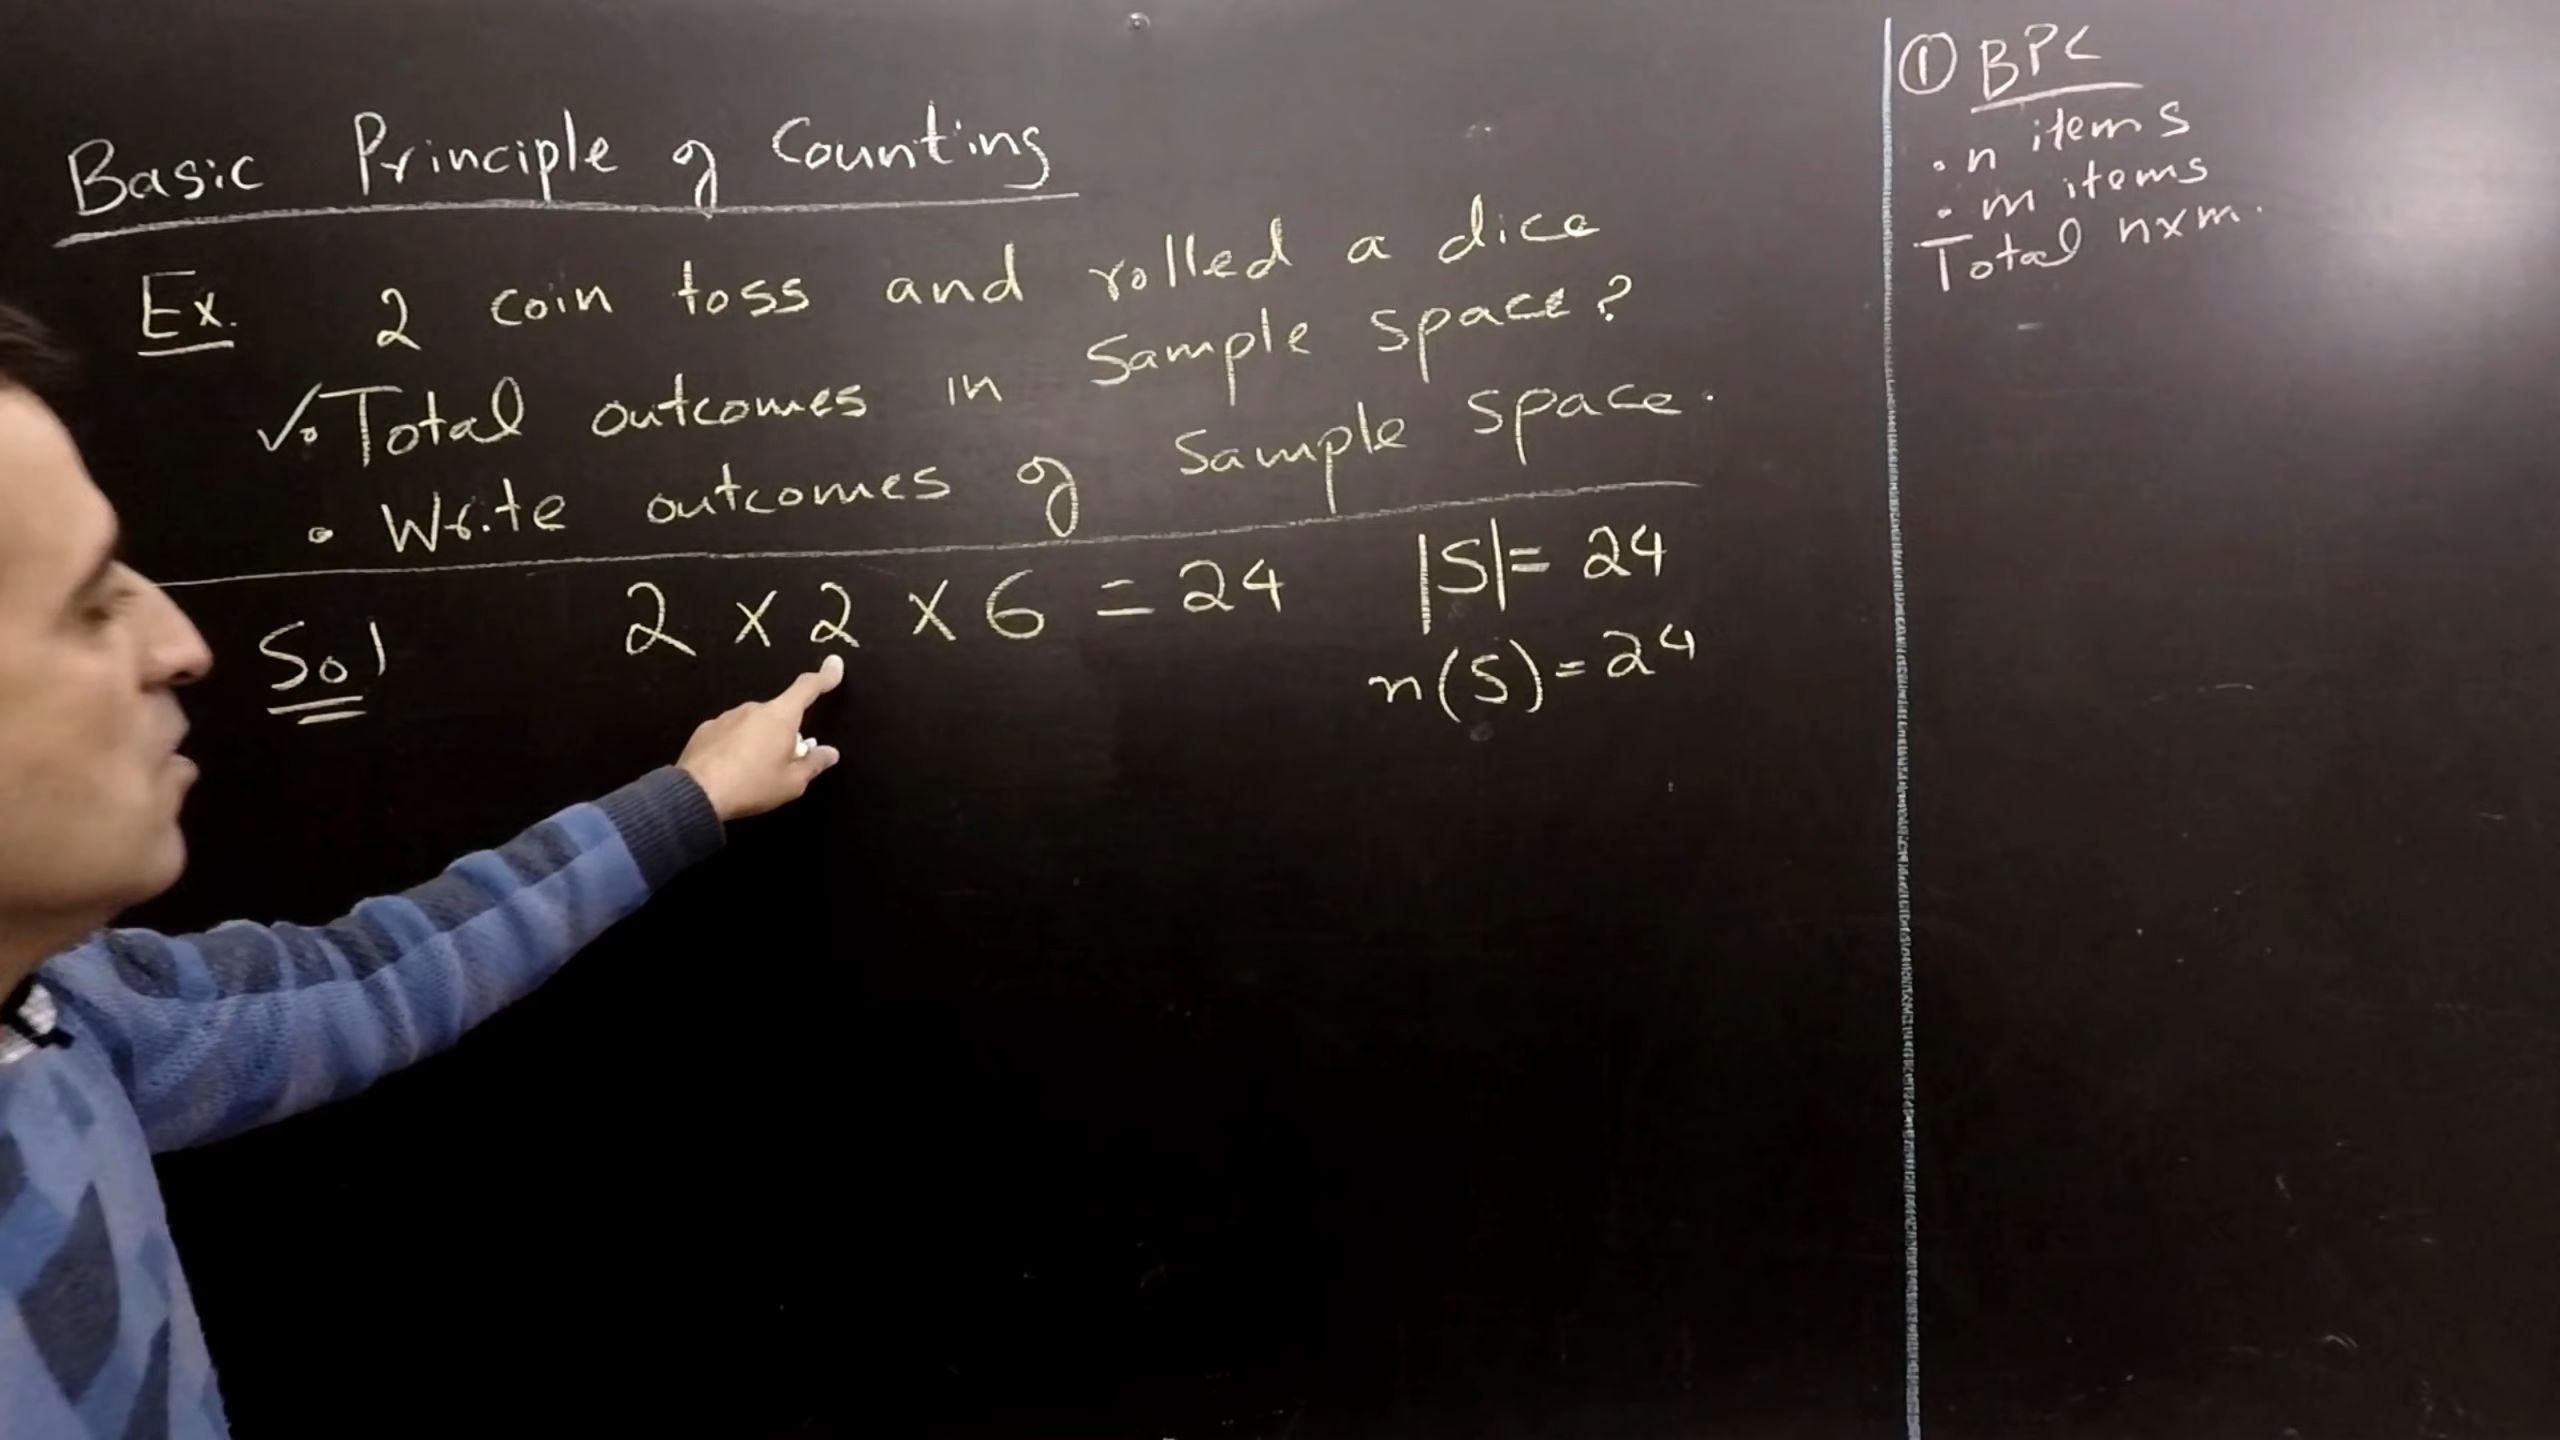 Basic Principle of Counting
Ex. 2 coin toss and rolled a dice
✓• Total outcomes in Sample Space?
• Write outcomes of Sample Space.
Sol 2 × 2 × 6 = 24 |S| = 24
n(S) = 24
① BPC
• n items
• m items
Total n×m.